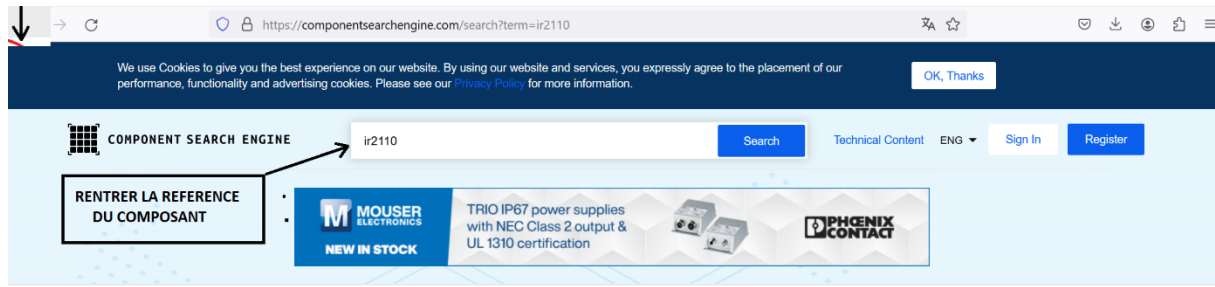 https://componentsearchengine.com/search?term=ir2110
We use Cookies to give you the best experience on our website. By using our website and services, you expressly agree to the placement of our
performance, functionality and advertising cookies. Please see our Privacy Policy for more information.
OK, Thanks
COMPONENT SEARCH ENGINE
ir2110
Search
Technical Content
ENG
Sign In
Register
RENTRER LA REFERENCE
DU COMPOSANT
M MOUSER
ELECTRONICS
NEW IN STOCK
TRIO IP67 power supplies
with NEC Class 2 output &
UL 1310 certification
PHŒNIX
CONTACT